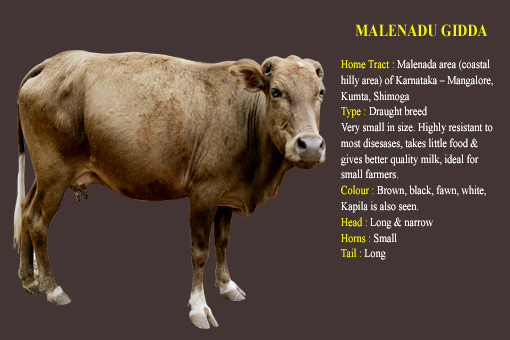 MALENADU GIDDA
Home Tract : Malenada area (coastal
hilly area) of Karnataka – Mangalore,
Kumta, Shimoga
Type : Draught breed
Very small in size. Highly resistant to
most disesases, takes little food &
gives better quality milk, ideal for
small farmers.
Colour : Brown, black, fawn, white,
Kapila is also seen.
Head : Long & narrow
Horns : Small
Tail : Long